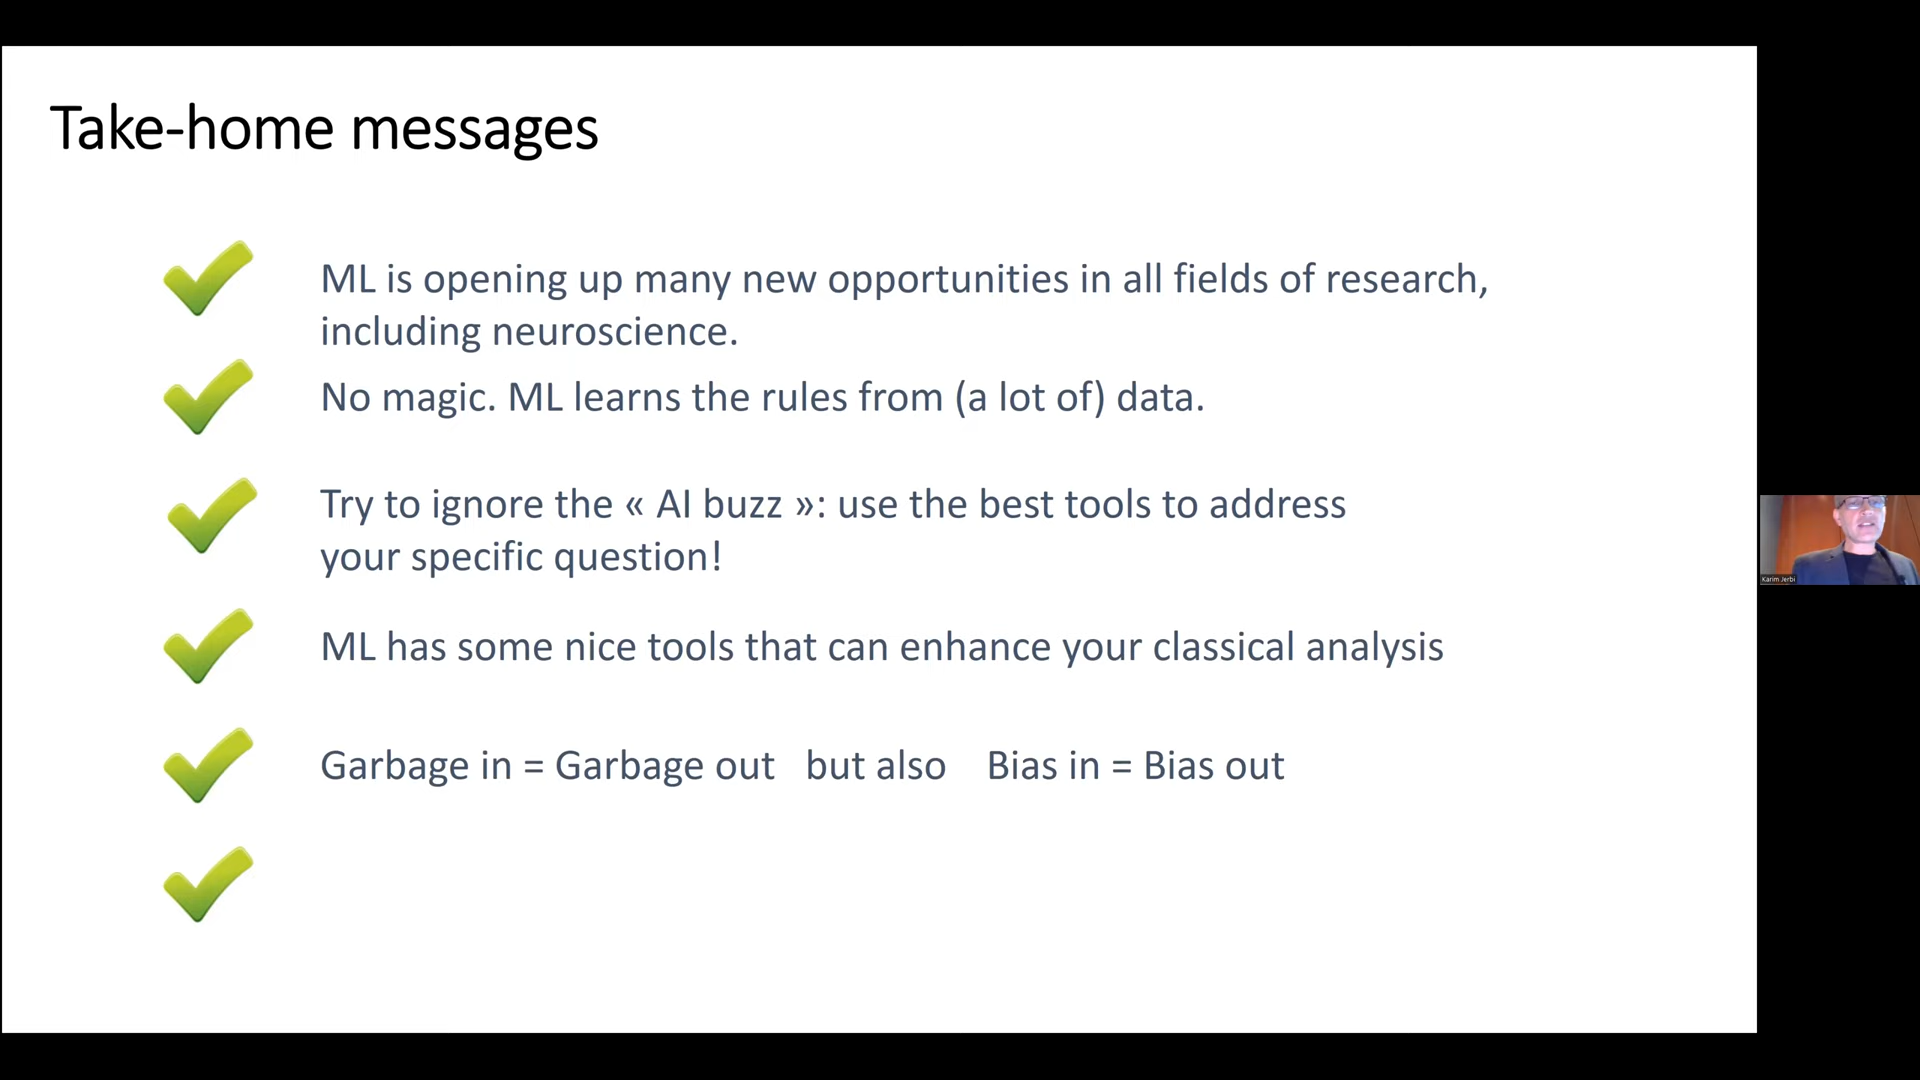 Take-home messages
ML is opening up many new opportunities in all fields of research,
including neuroscience.
No magic. ML learns the rules from (a lot of) data.
Try to ignore the « AI buzz »: use the best tools to address
your specific question!
ML has some nice tools that can enhance your classical analysis
Garbage in = Garbage out   but also   Bias in = Bias out
Karim Jerbi